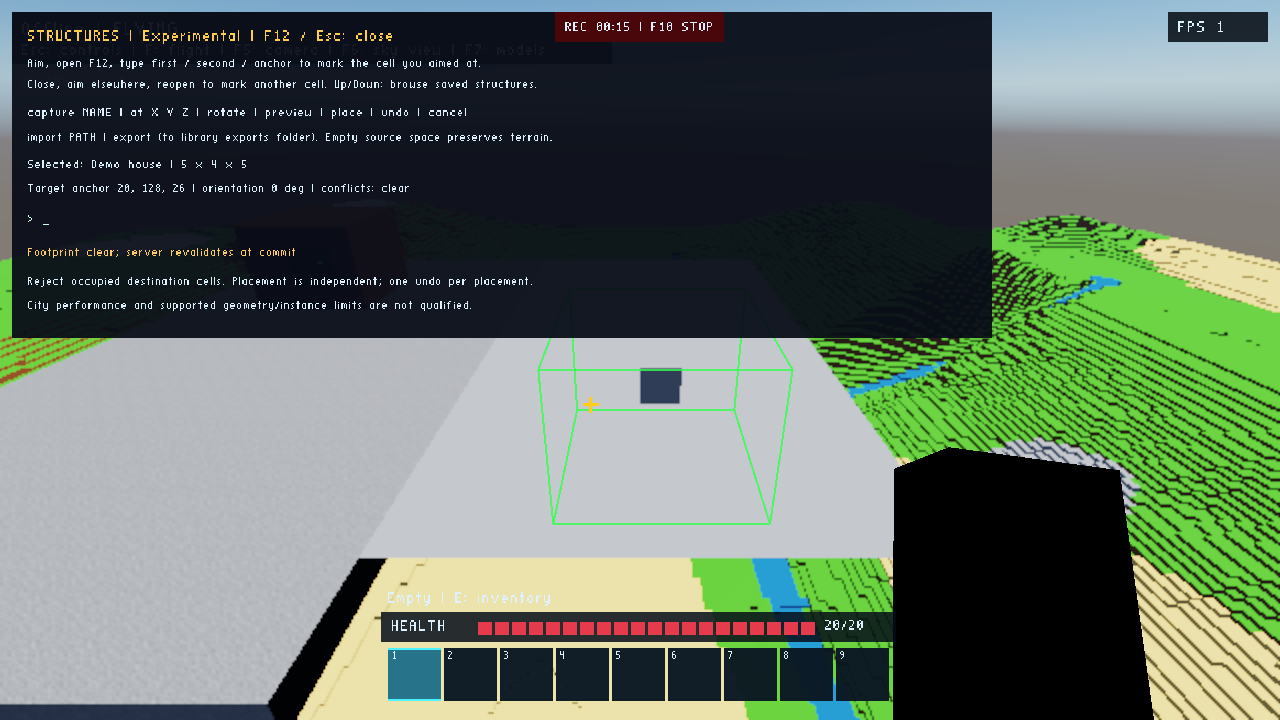 REC 00:15 | F10 STOP
FPS 1
STRUCTURES | Experimental | F12 / Esc: close
Aim, open F12, type first / second / anchor to mark the cell you aimed at.
Close, aim elsewhere, reopen to mark another cell. Up/Down: browse saved structures.
capture NAME | at X Y Z | rotate | preview | place | undo | cancel
import PATH | export (to library exports folder). Empty source space preserves terrain.
Selected: Demo house | 5 x 4 x 5
Target anchor 20, 128, 26 | orientation 0 deg | conflicts: clear
> _
Footprint clear; server revalidates at commit
Reject occupied destination cells. Placement is independent; one undo per placement.
City performance and supported geometry/instance limits are not qualified.
Empty | E: inventory
HEALTH 20/20
1 2 3 4 5 6 7 8 9